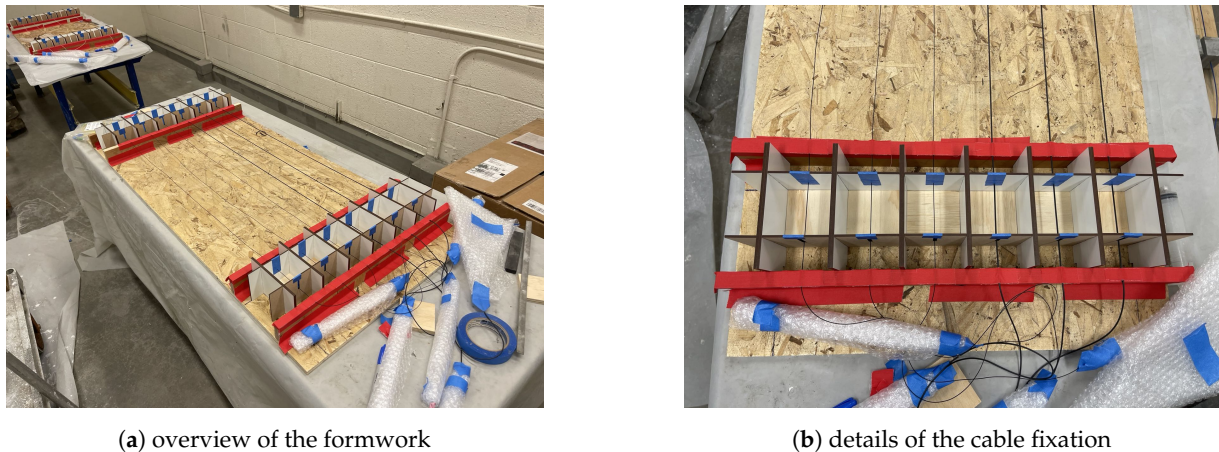 (a) overview of the formwork
(b) details of the cable fixation